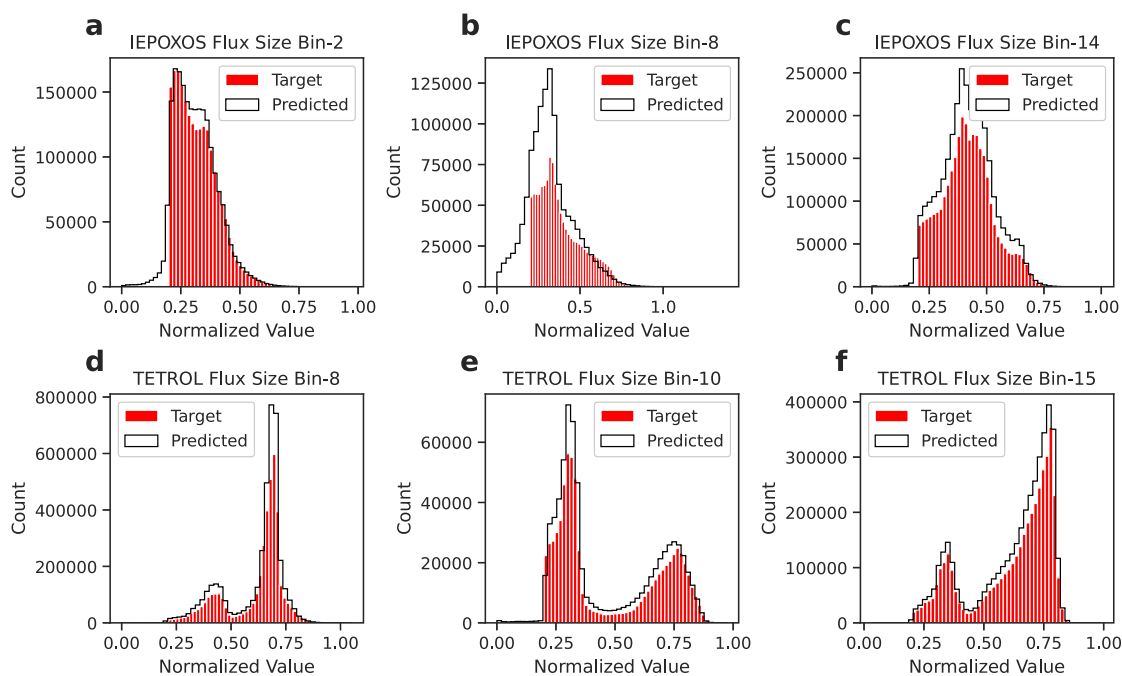 a
IEPOXOS Flux Size Bin-2
Target
Predicted
150000
100000
50000
0
Count
0.00 0.25 0.50 0.75 1.00
Normalized Value
b
IEPOXOS Flux Size Bin-8
Target
Predicted
125000
100000
75000
50000
25000
0
Count
0.0 0.5 1.0
Normalized Value
c
IEPOXOS Flux Size Bin-14
Target
Predicted
250000
200000
150000
100000
50000
0
Count
0.00 0.25 0.50 0.75 1.00
Normalized Value
d
TETROL Flux Size Bin-8
Target
Predicted
800000
600000
400000
200000
0
Count
0.00 0.25 0.50 0.75 1.00
Normalized Value
e
TETROL Flux Size Bin-10
Target
Predicted
60000
40000
20000
0
Count
0.00 0.25 0.50 0.75 1.00
Normalized Value
f
TETROL Flux Size Bin-15
Target
Predicted
400000
300000
200000
100000
0
Count
0.00 0.25 0.50 0.75 1.00
Normalized Value